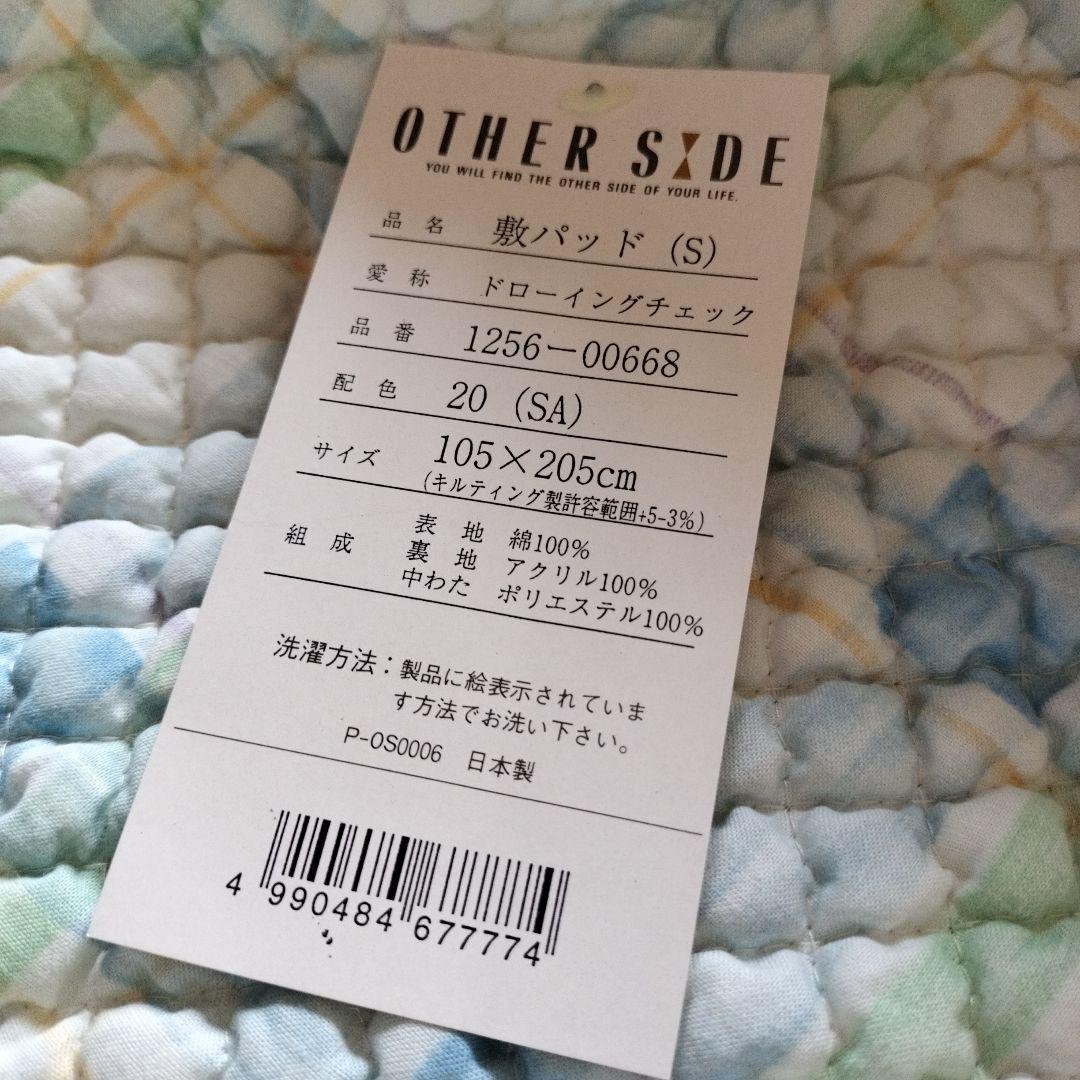 OTHER SIDE
YOU WILL FIND THE OTHER SIDE OF YOUR LIFE.
品名 敷パッド (S)
愛称 ドローイングチェック
品番 1256-00668
配色 20 (SA)
サイズ 105×205cm
(キルティング製許容範囲+5-3%)
組成 表地 綿100%
裏地 アクリル100%
中わた ポリエステル100%
洗濯方法:製品に絵表示されていま
す方法でお洗い下さい。
P-OS0006 日本製
4 990484 677774